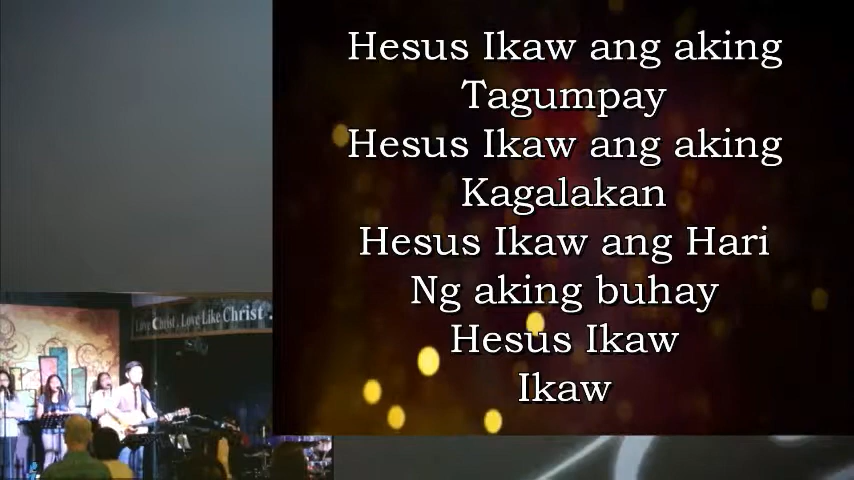 Hesus Ikaw ang aking
Tagumpay
Hesus Ikaw ang aking
Kagalakan
Hesus Ikaw ang Hari
Ng aking buhay
Hesus Ikaw
Ikaw
Love Christ . Love Like Christ .